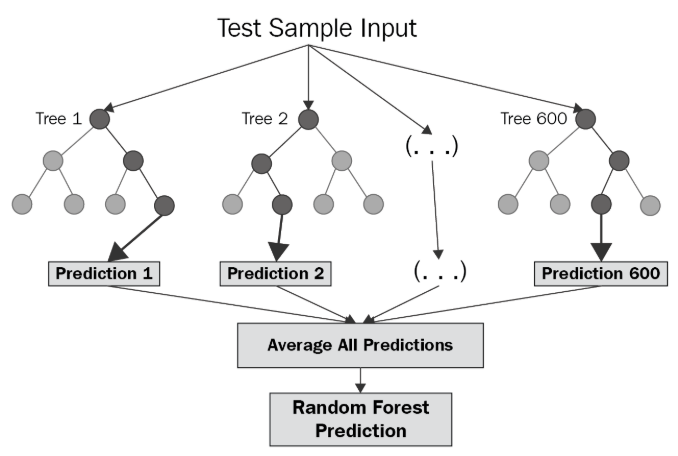 Test Sample Input
Tree 1
Tree 2
(. . .)
Tree 600
Prediction 1
Prediction 2
(. . .)
Prediction 600
Average All Predictions
Random Forest
Prediction